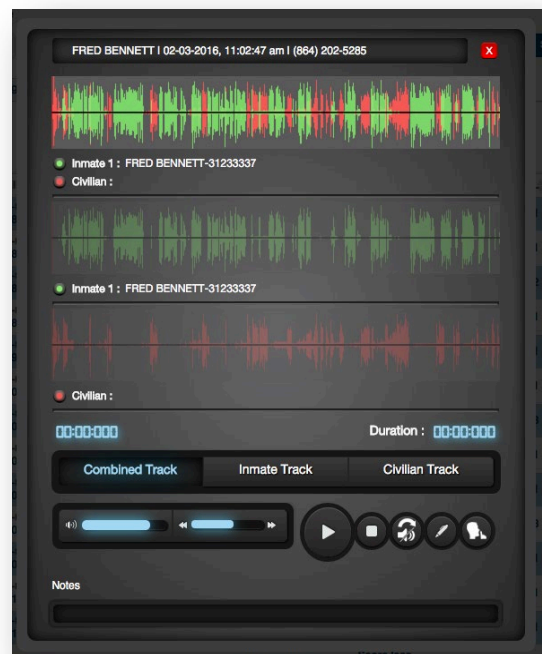 FRED BENNETT I 02-03-2016, 11:02:47 am I (864) 202-5285
X
Inmate 1 : FRED BENNETT-31233337
Civilian :
Inmate 1 : FRED BENNETT-31233337
Civilian :
00:00:000
Duration : 00:00:000
Combined Track
Inmate Track
Civilian Track
Notes